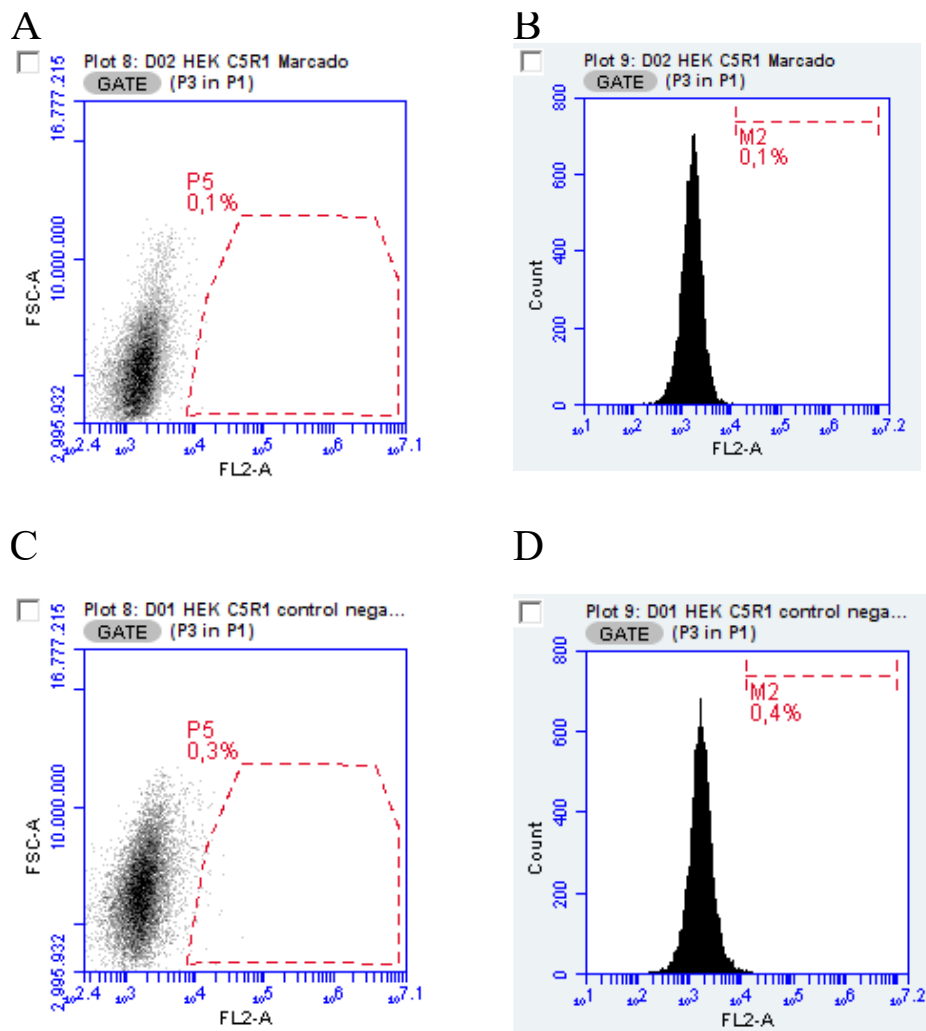 A
Plot 8: D02 HEK C5R1 Marcado
GATE (P3 in P1)
16.777.215
10.000.000
2.995.932
FSC-A
P5
0,1%
10^2.4 10^3 10^4 10^5 10^6 10^7.1
FL2-A
B
Plot 9: D02 HEK C5R1 Marcado
GATE (P3 in P1)
800
600
400
200
0
Count
M2
0,1%
10^1 10^2 10^3 10^4 10^5 10^6 10^7.2
FL2-A
C
Plot 8: D01 HEK C5R1 control nega...
GATE (P3 in P1)
16.777.215
10.000.000
2.995.932
FSC-A
P5
0,3%
10^2.4 10^3 10^4 10^5 10^6 10^7.1
FL2-A
D
Plot 9: D01 HEK C5R1 control nega...
GATE (P3 in P1)
800
600
400
200
0
Count
M2
0,4%
10^1 10^2 10^3 10^4 10^5 10^6 10^7.2
FL2-A